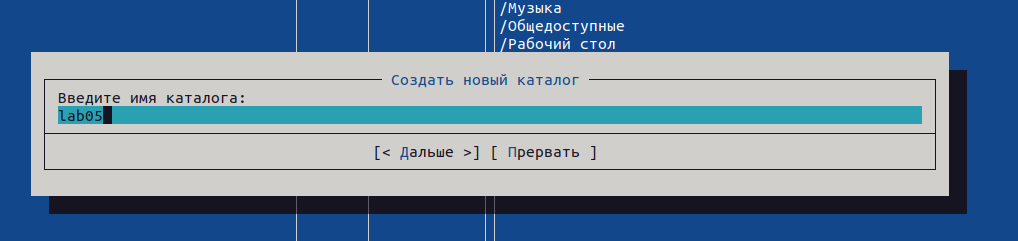 /Музыка
/Общедоступные
/Рабочий стол
Создать новый каталог
Введите имя каталога:
lab05
[< Дальше >] [ Прервать ]